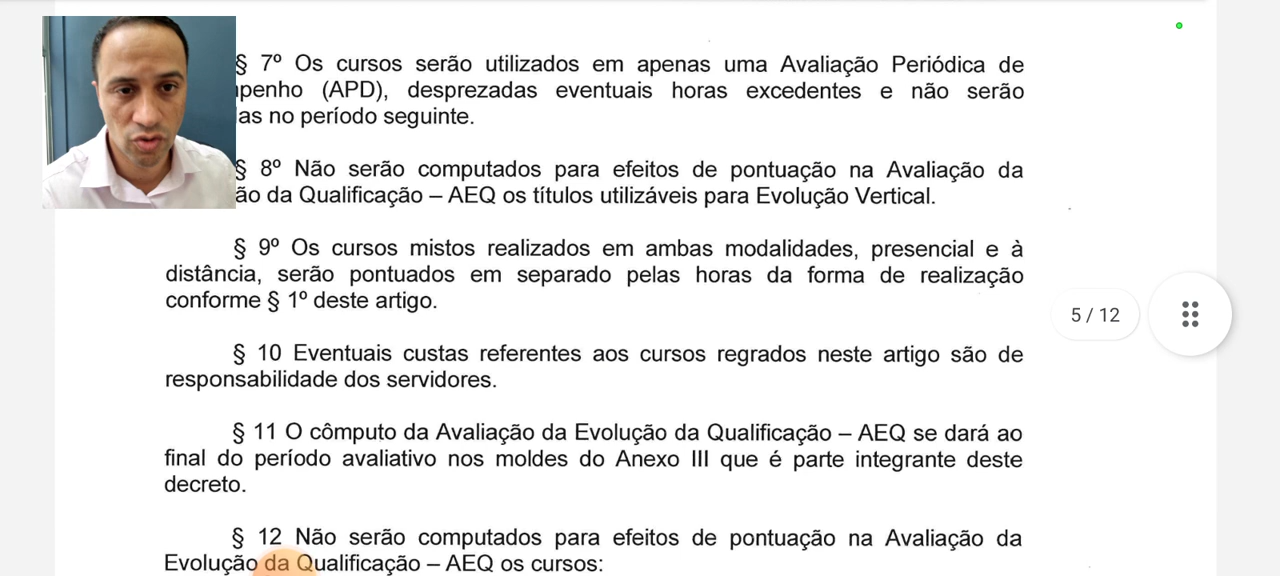 § 7º Os cursos serão utilizados em apenas uma Avaliação Periódica de
(APD), desprezadas eventuais horas excedentes e não serão
no período seguinte.
§ 8º Não serão computados para efeitos de pontuação na Avaliação da
da Qualificação – AEQ os títulos utilizáveis para Evolução Vertical.
§ 9º Os cursos mistos realizados em ambas modalidades, presencial e à
distância, serão pontuados em separado pelas horas da forma de realização
conforme § 1º deste artigo.
5 / 12
§ 10 Eventuais custas referentes aos cursos regrados neste artigo são de
responsabilidade dos servidores.
§ 11 O cômputo da Avaliação da Evolução da Qualificação – AEQ se dará ao
final do período avaliativo nos moldes do Anexo III que é parte integrante deste
decreto.
§ 12 Não serão computados para efeitos de pontuação na Avaliação da
Evolução da Qualificação – AEQ os cursos: